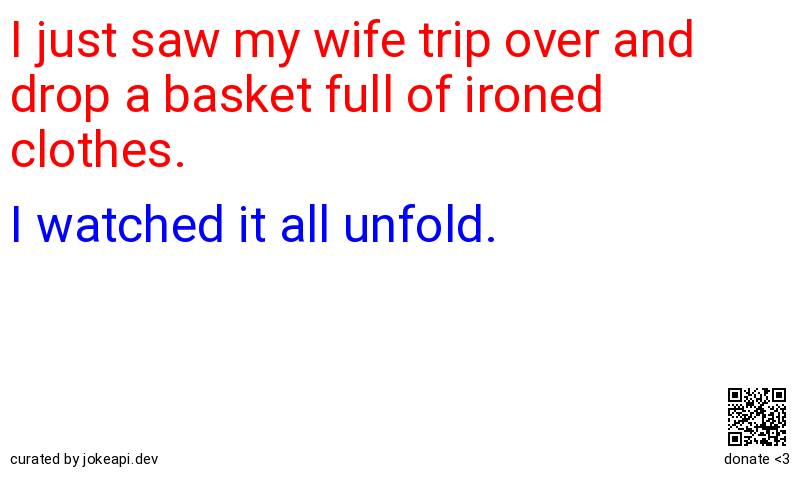 I just saw my wife trip over and
drop a basket full of ironed
clothes.
I watched it all unfold.
curated by jokeapi.dev
donate <3